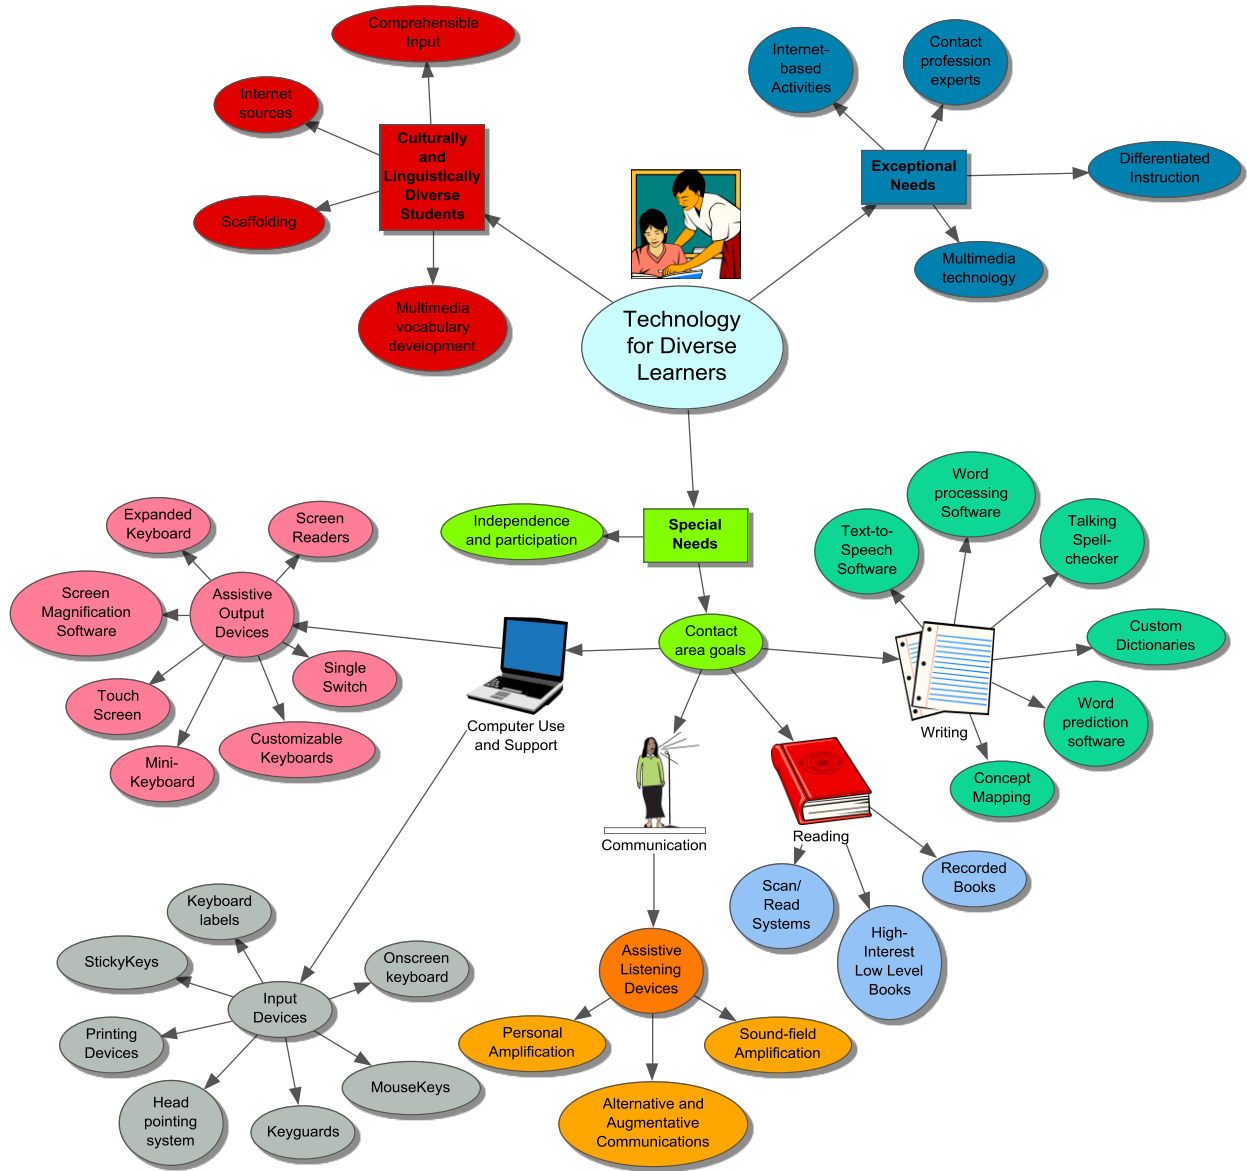 Comprehensible
Input
Internet
sources
Culturally
and
Linguistically
Diverse
Students
Scaffolding
Multimedia
vocabulary
development
Internet-
based
Activities
Contact
profession
experts
Exceptional
Needs
Differentiated
Instruction
Multimedia
technology
Technology
for Diverse
Learners
Special
Needs
Independence
and participation
Contact
area goals
Expanded
Keyboard
Screen
Readers
Screen
Magnification
Software
Assistive
Output
Devices
Single
Switch
Touch
Screen
Customizable
Keyboards
Mini-
Keyboard
Computer Use
and Support
Word
processing
Software
Text-to-
Speech
Software
Talking
Spell-
checker
Custom
Dictionaries
Word
prediction
software
Writing
Concept
Mapping
Communication
Reading
Scan/
Read
Systems
Recorded
Books
High-
Interest
Low Level
Books
Assistive
Listening
Devices
Personal
Amplification
Sound-field
Amplification
Alternative and
Augmentative
Communications
Keyboard
labels
StickyKeys
Onscreen
keyboard
Input
Devices
Printing
Devices
MouseKeys
Head
pointing
system
Keyguards